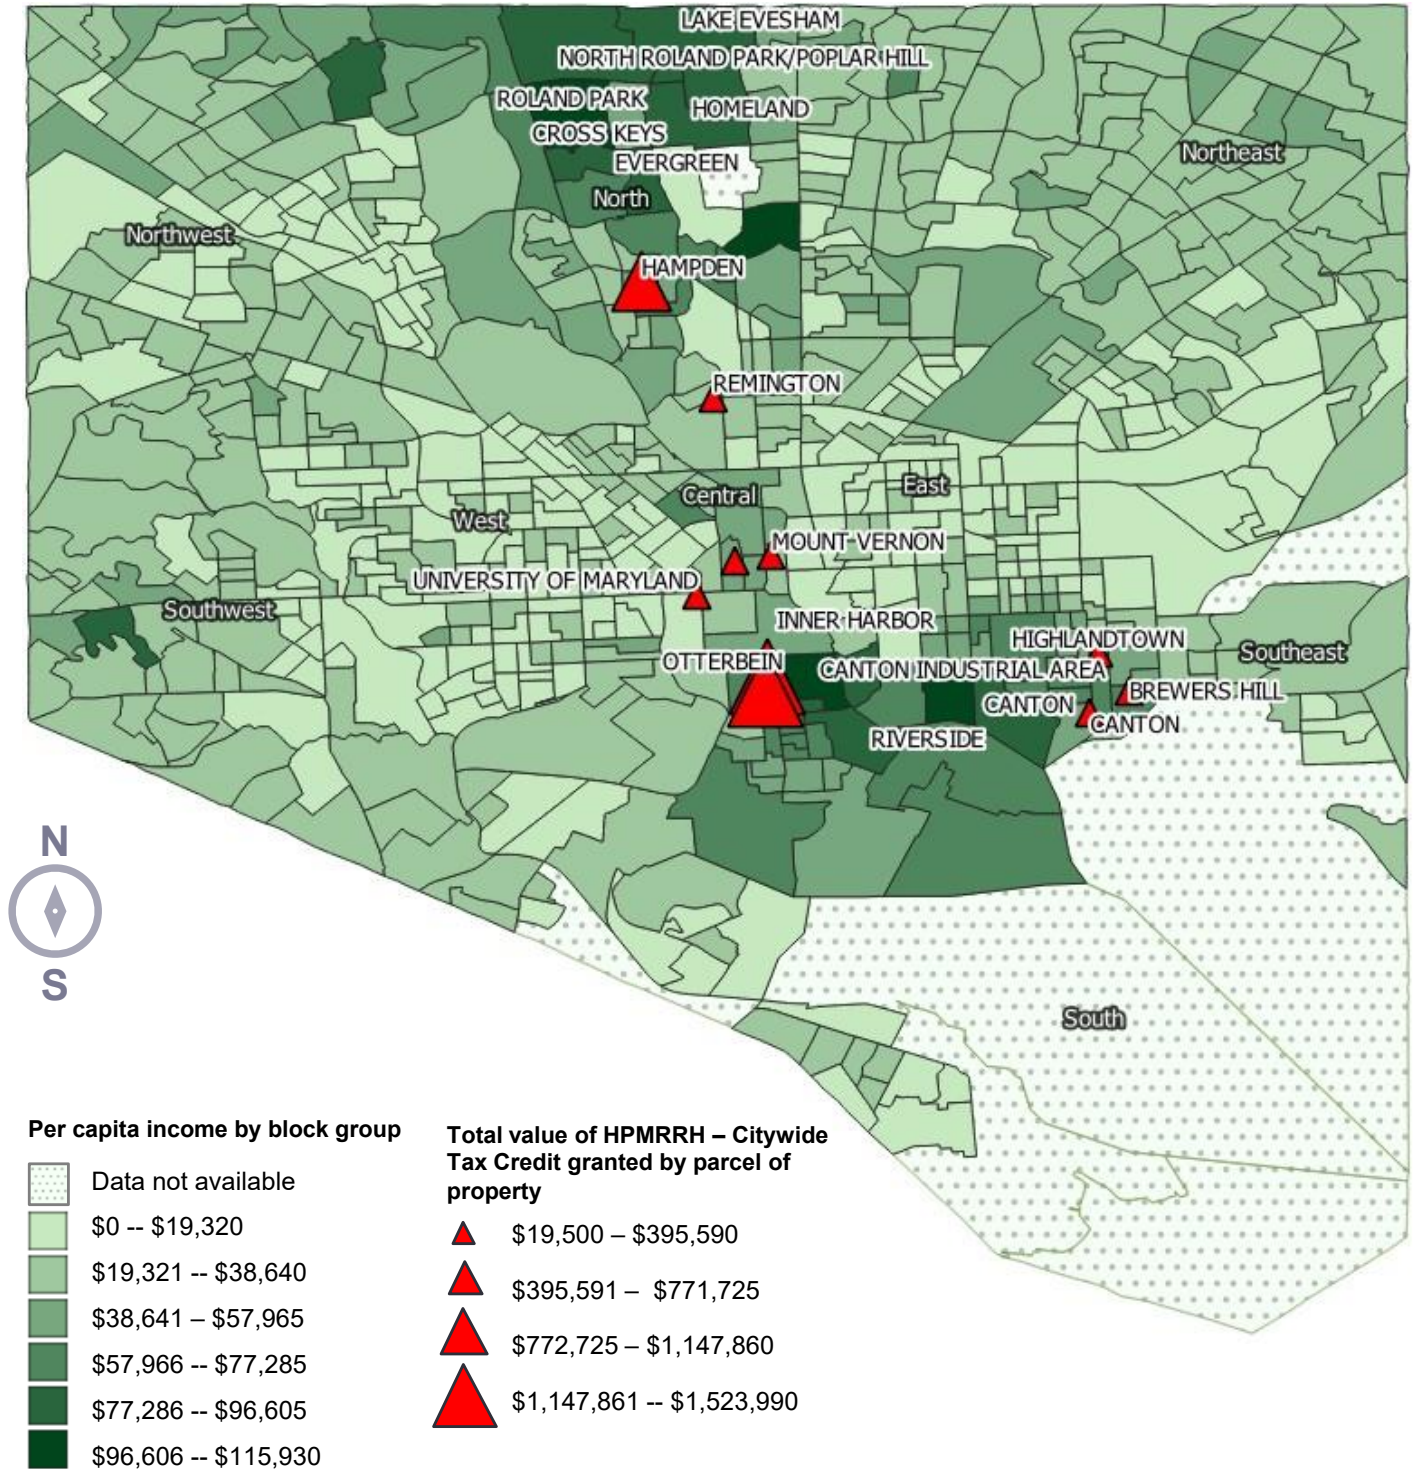 LAKE EVESHAM
NORTH ROLAND PARK/POPLAR HILL
ROLAND PARK
HOMELAND
CROSS KEYS
EVERGREEN
Northeast
North
Northwest
HAMPDEN
REMINGTON
Central
East
West
MOUNT VERNON
UNIVERSITY OF MARYLAND
Southwest
INNER HARBOR
HIGHLANDTOWN
Southeast
OTTERBEIN
CANTON INDUSTRIAL AREA
BREWERS HILL
CANTON
CANTON
RIVERSIDE
N
S
South
Per capita income by block group
Data not available
$0 -- $19,320
$19,321 -- $38,640
$38,641 – $57,965
$57,966 -- $77,285
$77,286 -- $96,605
$96,606 -- $115,930
Total value of HPMRRH – Citywide
Tax Credit granted by parcel of
property
$19,500 – $395,590
$395,591 – $771,725
$772,725 – $1,147,860
$1,147,861 -- $1,523,990